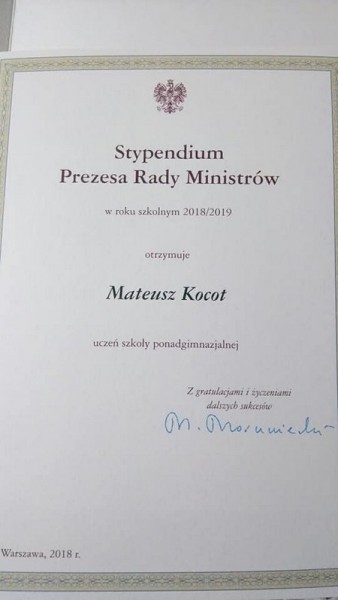 Stypendium
Prezesa Rady Ministrów
w roku szkolnym 2018/2019
otrzymuje
Mateusz Kocot
uczeń szkoły ponadgimnazjalnej
Z gratulacjami i życzeniami
dalszych sukcesów
M. Morawiecki
Warszawa, 2018 r.